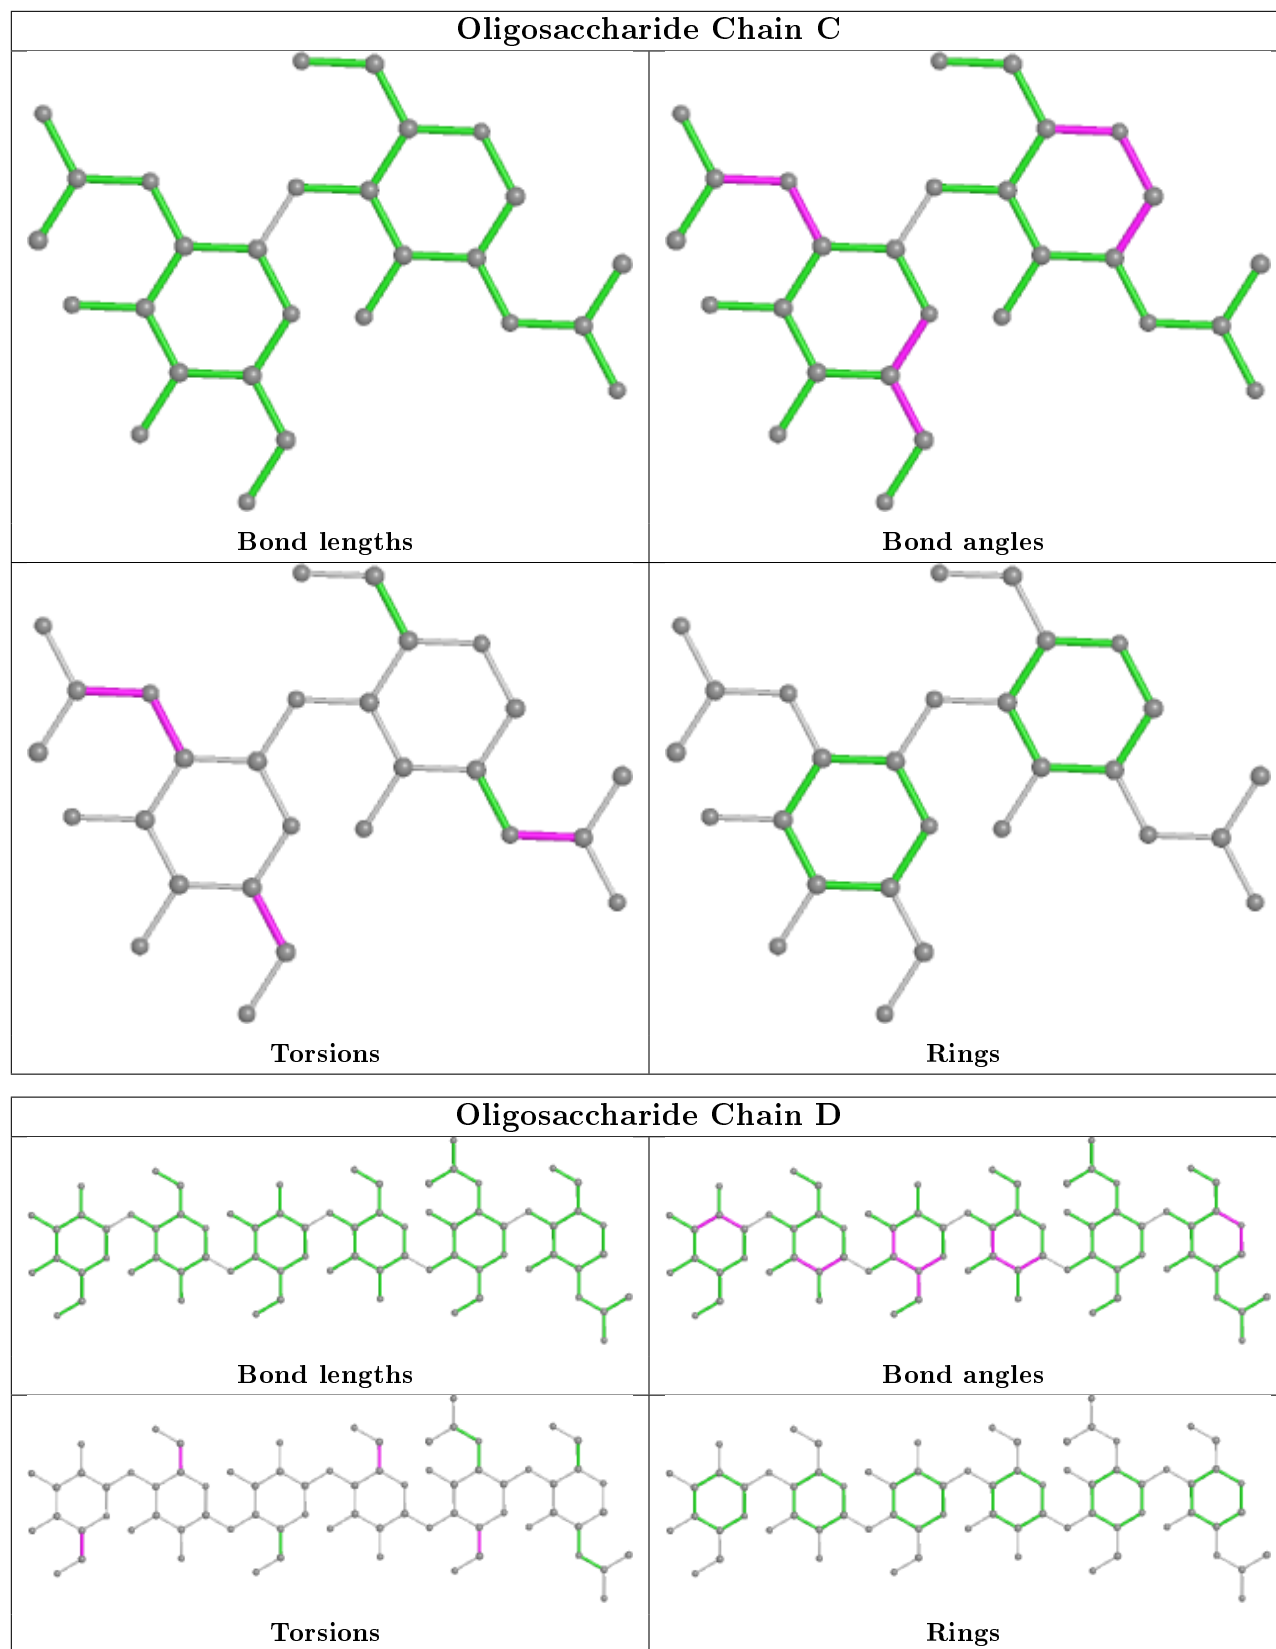 Oligosaccharide Chain C
Bond lengths
Bond angles
Torsions
Rings
Oligosaccharide Chain D
Bond lengths
Bond angles
Torsions
Rings